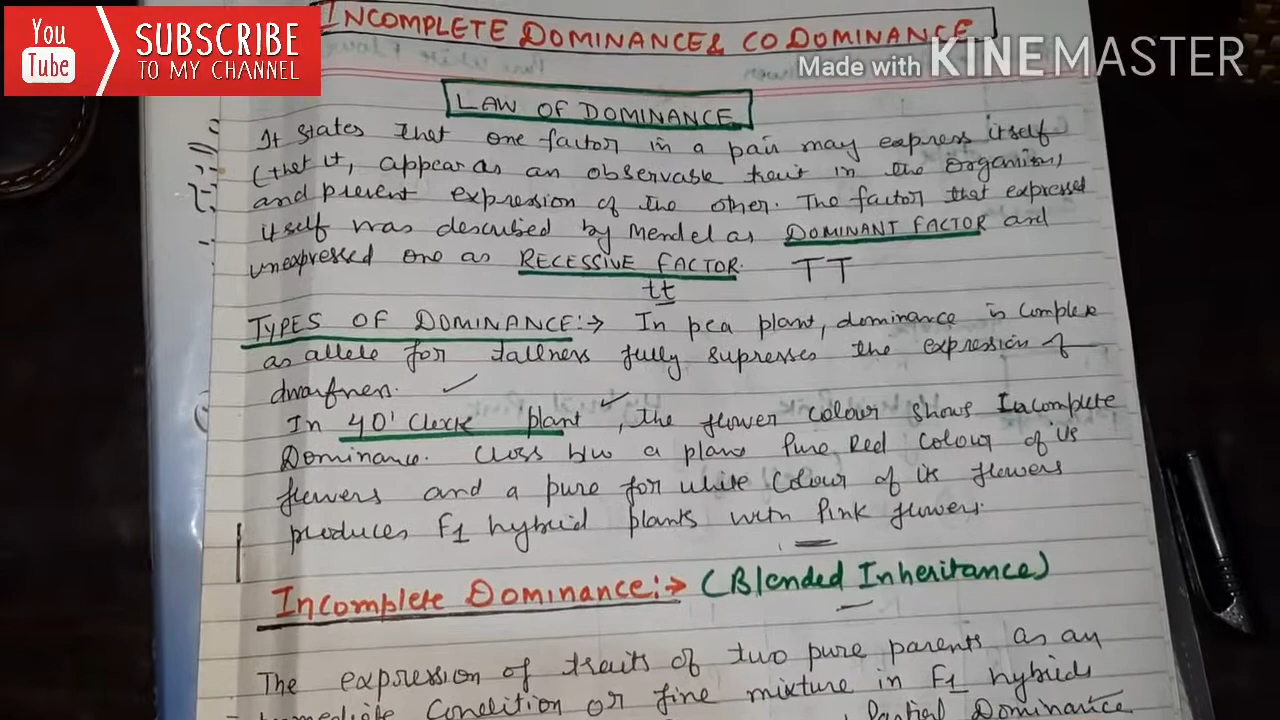 You Tube
SUBSCRIBE
TO MY CHANNEL
INCOMPLETE DOMINANCE & CO DOMINANCE
Made with KINEMASTER
LAW OF DOMINANCE
It states that one factor in a pair may express itself
(that it, appear as an observable trait in the organism)
and prevent expression of the other. The factor that expressed
itself was described by Mendel as DOMINANT FACTOR and
unexpressed one as RECESSIVE FACTOR. TT
tt
TYPES OF DOMINANCE:→ In pea plant, dominance is complete
as allele for tallness fully supresses the expression of
dwarfness.
In 4O'Clock plant, the flower colour shows Incomplete
Dominance. Cross b/w a plant Pure Red colour of its
flowers and a pure for white colour of its flowers
produces F1 hybrid plants with Pink flowers.
Incomplete Dominance:→ (Blended Inheritance)
The expression of traits of two pure parents as an
condition or fine mixture in F1 hybrids
Partial Dominance